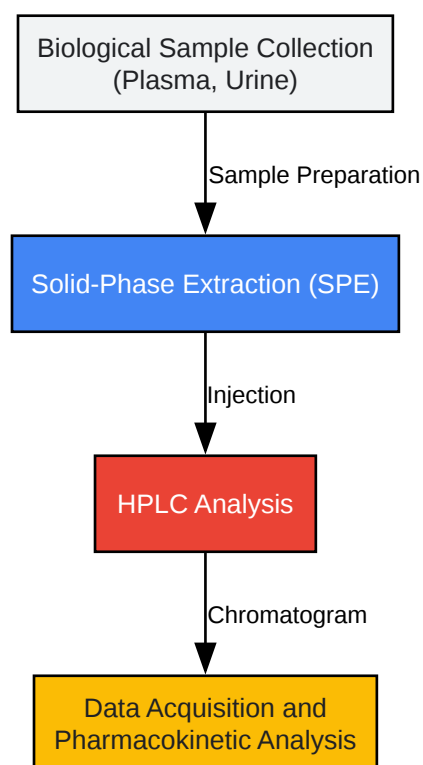 Biological Sample Collection
(Plasma, Urine)
Sample Preparation
Solid-Phase Extraction (SPE)
Injection
HPLC Analysis
Chromatogram
Data Acquisition and
Pharmacokinetic Analysis